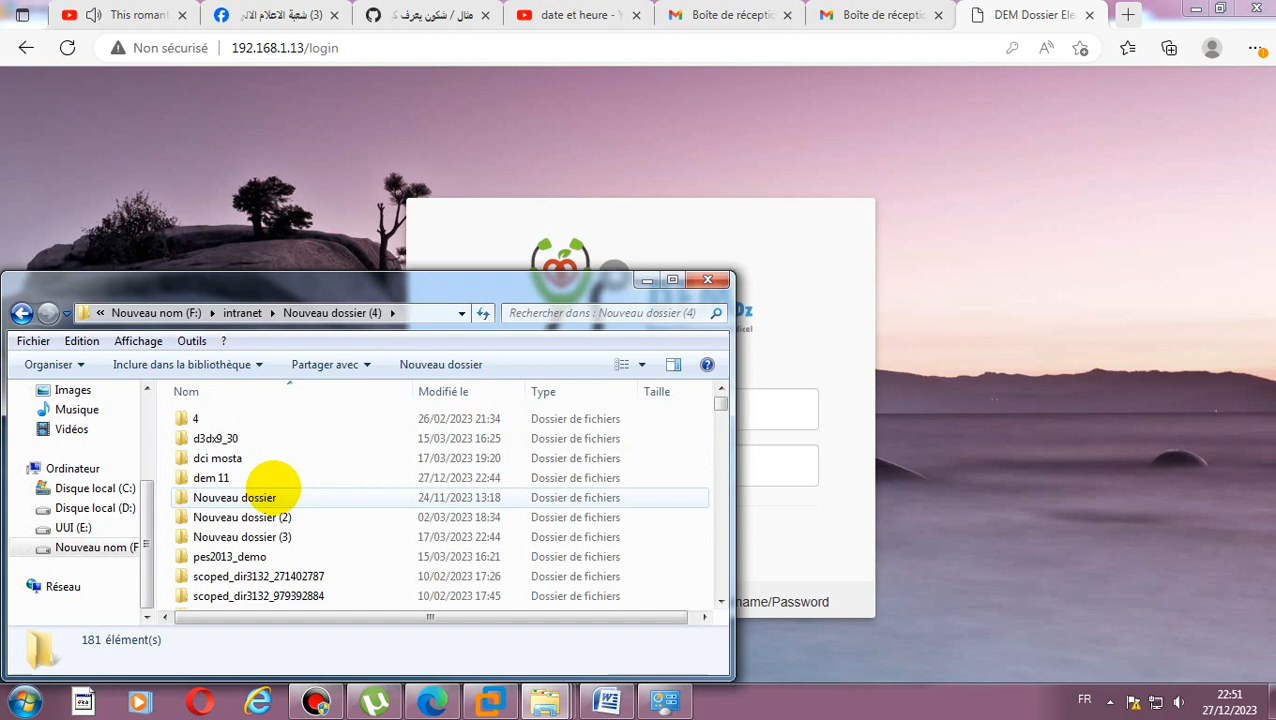 This romant
(3) شعبة الاعلام الالي
مثال / شكون يعرف ك
date et heure - Y
Boîte de récepti
Boîte de récepti
DEM Dossier Ele
Non sécurisé
192.168.1.13/login
Dz
dical
name/Password
Nouveau nom (F:)
intranet
Nouveau dossier (4)
Rechercher dans : Nouveau dossier (4)
Fichier
Edition
Affichage
Outils
?
Organiser
Inclure dans la bibliothèque
Partager avec
Nouveau dossier
Images
Musique
Vidéos
Ordinateur
Disque local (C:)
Disque local (D:)
UUI (E:)
Nouveau nom (F
Réseau
Nom Modifié le Type Taille
4 26/02/2023 21:34 Dossier de fichiers
d3dx9_30 15/03/2023 16:25 Dossier de fichiers
dci mosta 17/03/2023 19:20 Dossier de fichiers
dem 11 27/12/2023 22:44 Dossier de fichiers
Nouveau dossier 24/11/2023 13:18 Dossier de fichiers
Nouveau dossier (2) 02/03/2023 18:34 Dossier de fichiers
Nouveau dossier (3) 17/03/2023 22:44 Dossier de fichiers
pes2013_demo 15/03/2023 16:21 Dossier de fichiers
scoped_dir3132_271402787 10/02/2023 17:26 Dossier de fichiers
scoped_dir3132_979392884 10/02/2023 17:45 Dossier de fichiers
181 élément(s)
FR
22:51
27/12/2023